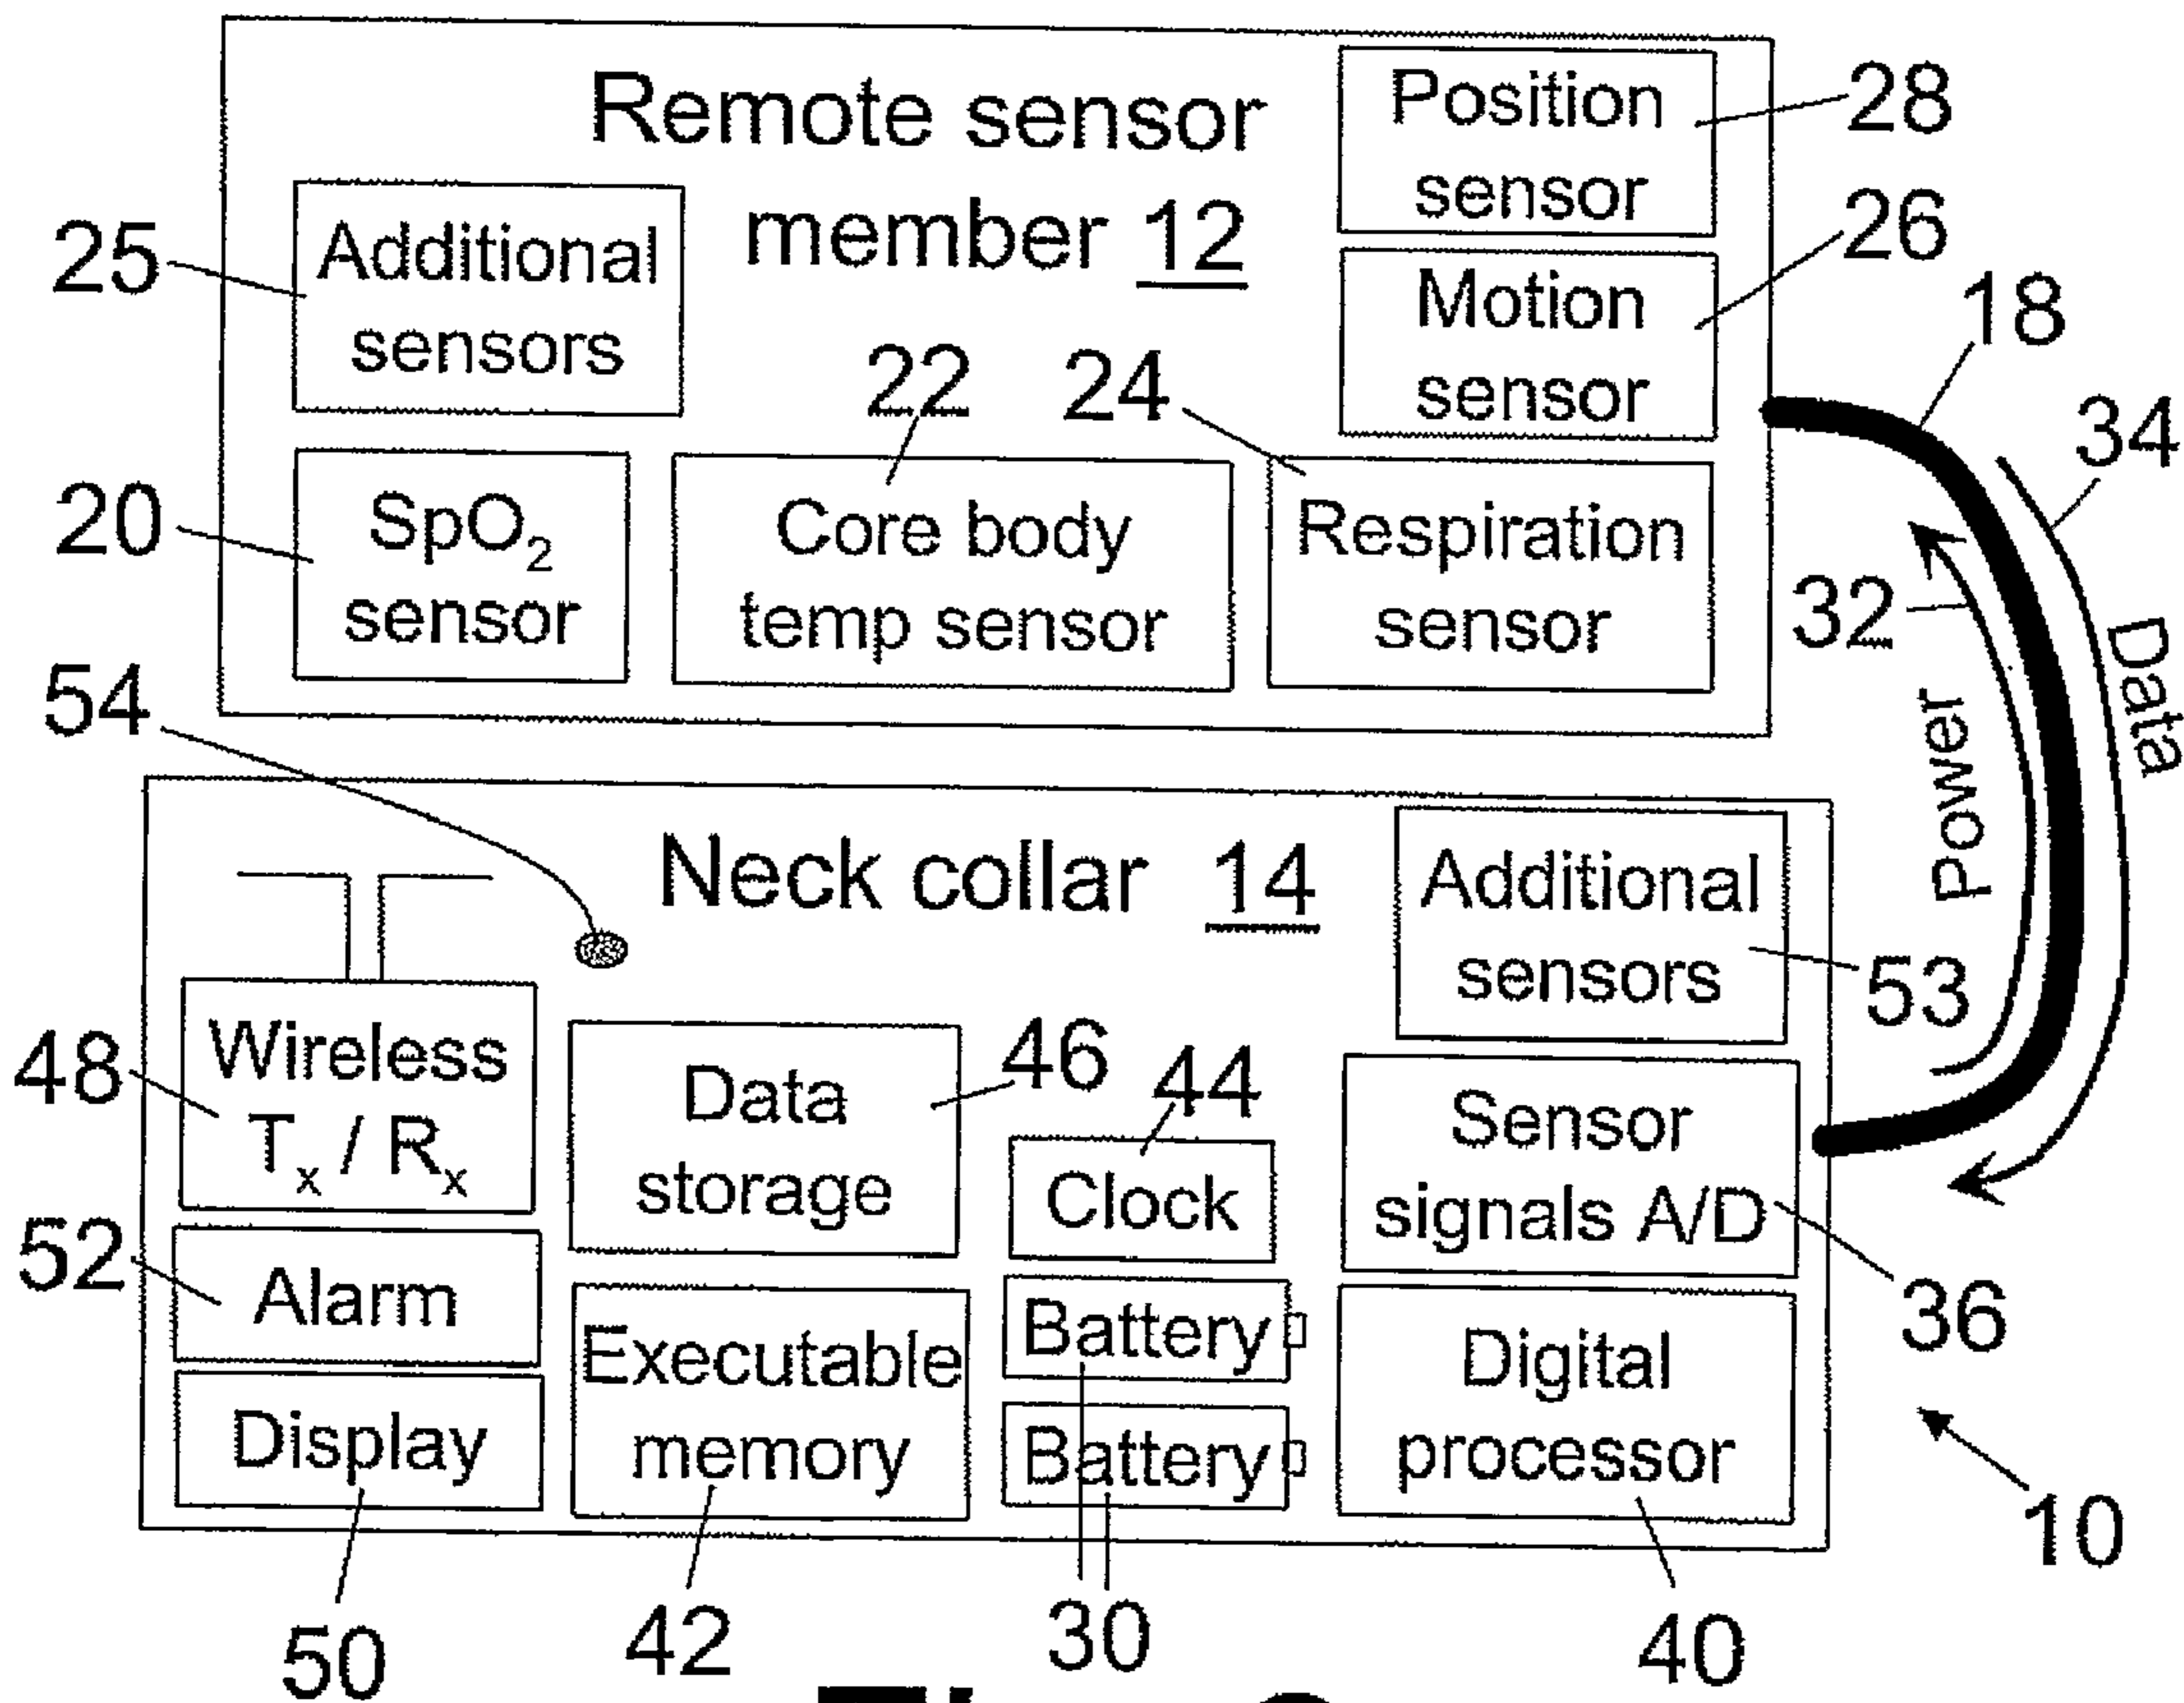 Remote sensor
member 12
Position
sensor
28
26
Motion
sensor
25
Additional
sensors
22
24
18
34
20
SpO₂
sensor
Core body
temp sensor
Respiration
sensor
32
Power
Data
54
Neck collar 14
Additional
sensors
53
48
Wireless
Tₓ / Rₓ
Data
storage
46
44
Clock
Sensor
signals A/D
36
52
Alarm
Display
Executable
memory
Battery
Battery
Digital
processor
10
50
42
30
40